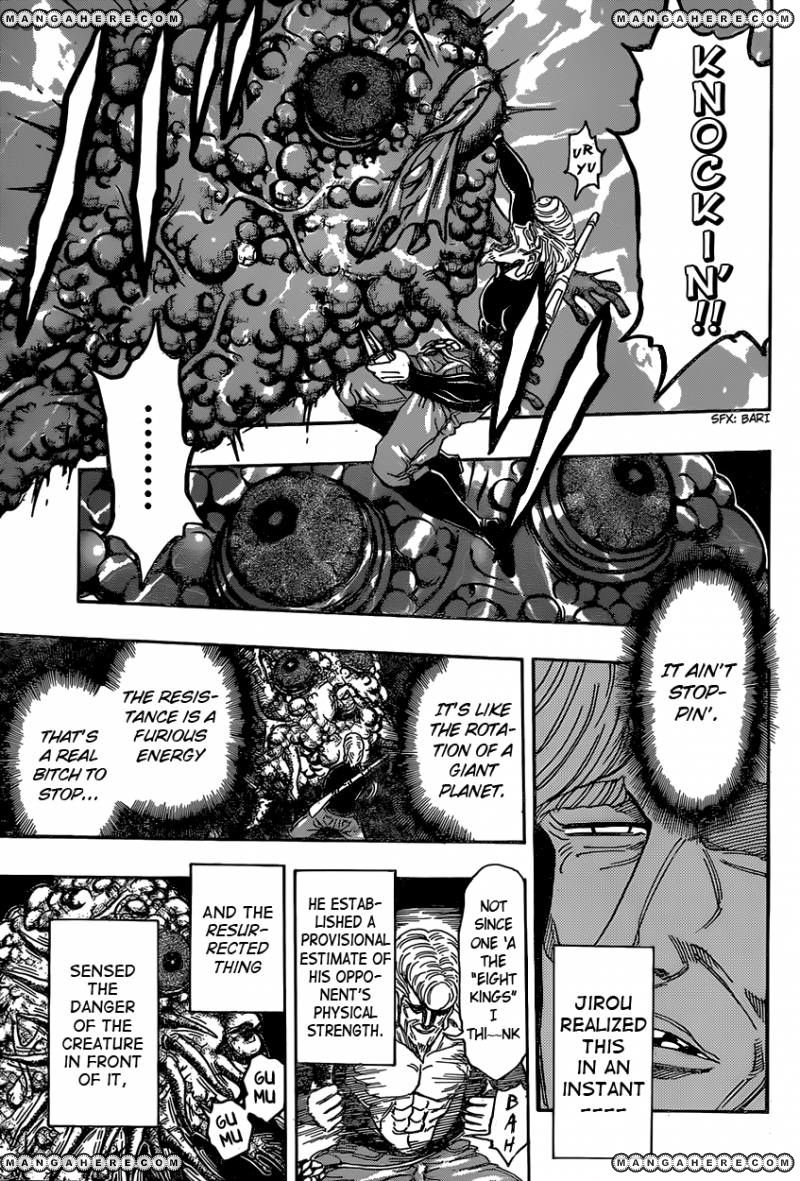 MANGAHERE.COM
MANGAHERE.COM
KNOCKIN'!!
UR
YU
SFX: BARI
......
IT AIN'T
STOP-
PIN'.
JIROU
REALIZED
THIS
IN AN
INSTANT
----
IT'S LIKE
THE ROTA-
TION OF A
GIANT
PLANET.
THE RESIS-
TANCE IS A
FURIOUS
ENERGY
THAT'S
A REAL
BITCH TO
STOP...
NOT
SINCE
ONE 'A
THE
"EIGHT
KINGS"
I
THI~~NK
BAH
HE ESTAB-
LISHED A
PROVISIONAL
ESTIMATE OF
HIS OPPO-
NENT'S
PHYSICAL
STRENGTH.
AND THE
RESUR-
RECTED
THING
SENSED
THE
DANGER
OF THE
CREATURE
IN FRONT
OF IT,
GU
MU
GU
MU
MANGAHERE.COM
MANGAHERE.COM